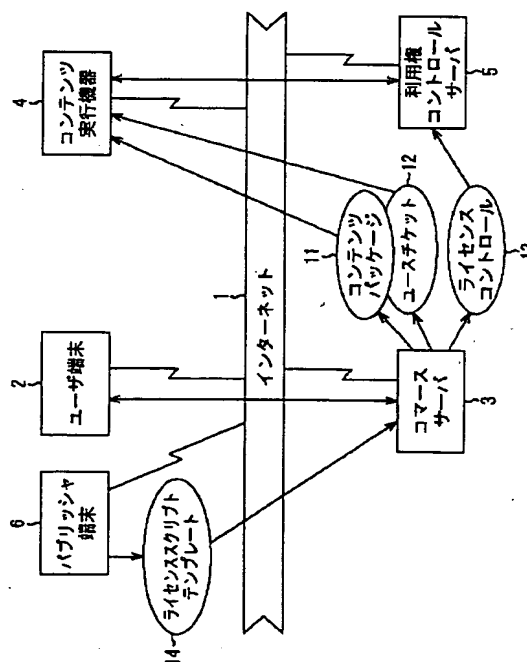 6
パブリッシャ
端末
2
ユーザ端末
4
コンテンツ
実行機器
14
ライセンススクリプト
テンプレート
1
インターネット
11
コンテンツ
パッケージ
12
ユースチケット
コマース
サーバ
3
ライセンス
コントロール
13
利用権
コントロール
サーバ
5